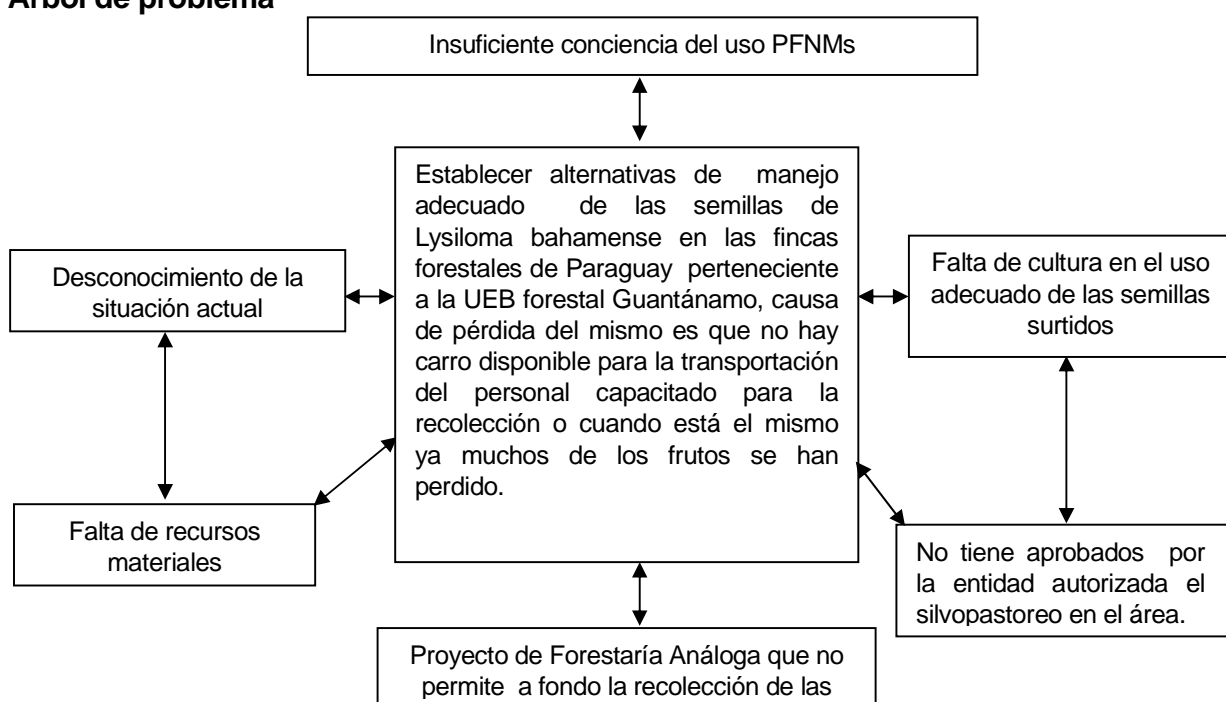 Árbol de problema
Insuficiente conciencia del uso PFNMs
Establecer alternativas de manejo
adecuado de las semillas de
Lysiloma bahamense en las fincas
forestales de Paraguay perteneciente
a la UEB forestal Guantánamo, causa
de pérdida del mismo es que no hay
carro disponible para la transportación
del personal capacitado para la
recolección o cuando está el mismo
ya muchos de los frutos se han
perdido.
Desconocimiento de la
situación actual
Falta de cultura en el uso
adecuado de las semillas
surtidos
Falta de recursos
materiales
No tiene aprobados por
la entidad autorizada el
silvopastoreo en el área.
Proyecto de Forestaría Análoga que no
permite a fondo la recolección de las